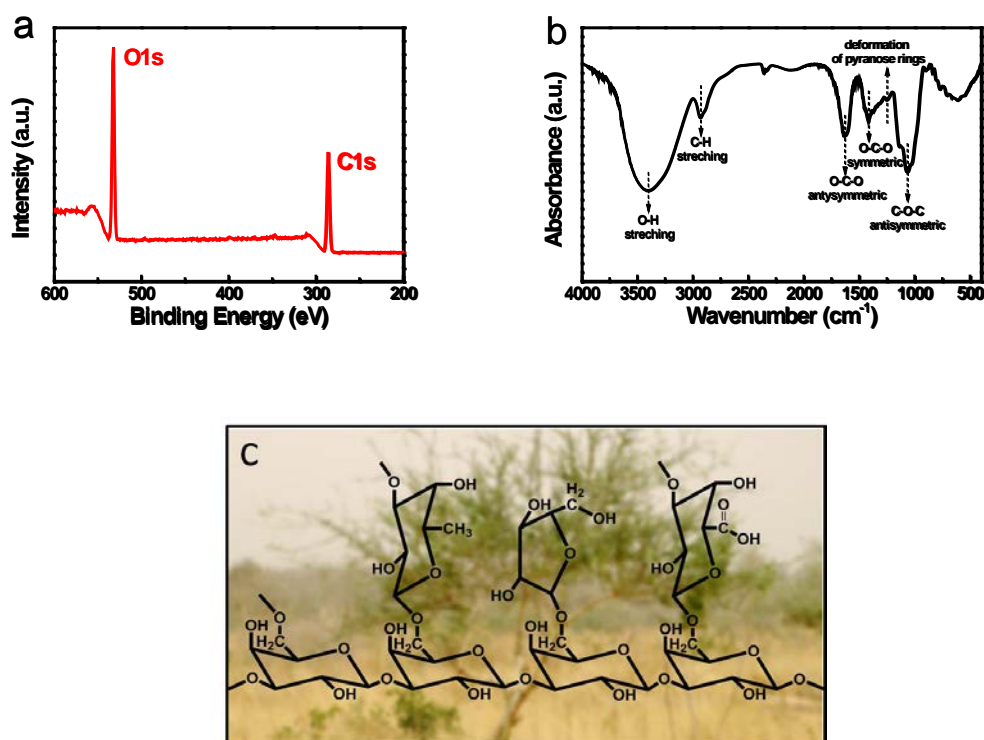 a
O1s
C1s
Intensity (a.u.)
600 500 400 300 200
Binding Energy (eV)
b
deformation
of pyranose rings
C-H
streching
O-H
streching
O-C-O
antysymmetric
O-C-O
symmetric
C-O-C
antisymmetric
Absorbance (a.u.)
4000 3500 3000 2500 2000 1500 1000 500
Wavenumber (cm⁻¹)
C
O OH
CH₃
HO O
O
H₂
OH C
HO OH
O
HO
O
O OH
O
C
OH
HO O
O
O
OH H₂C
O
O OH
OH H₂C
O
O OH
OH H₂C
O
O OH
OH H₂C
O
O OH O